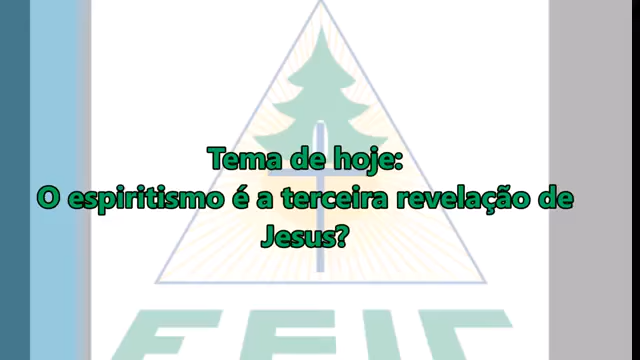 Tema de hoje:
O espiritismo é a terceira revelação de
Jesus?